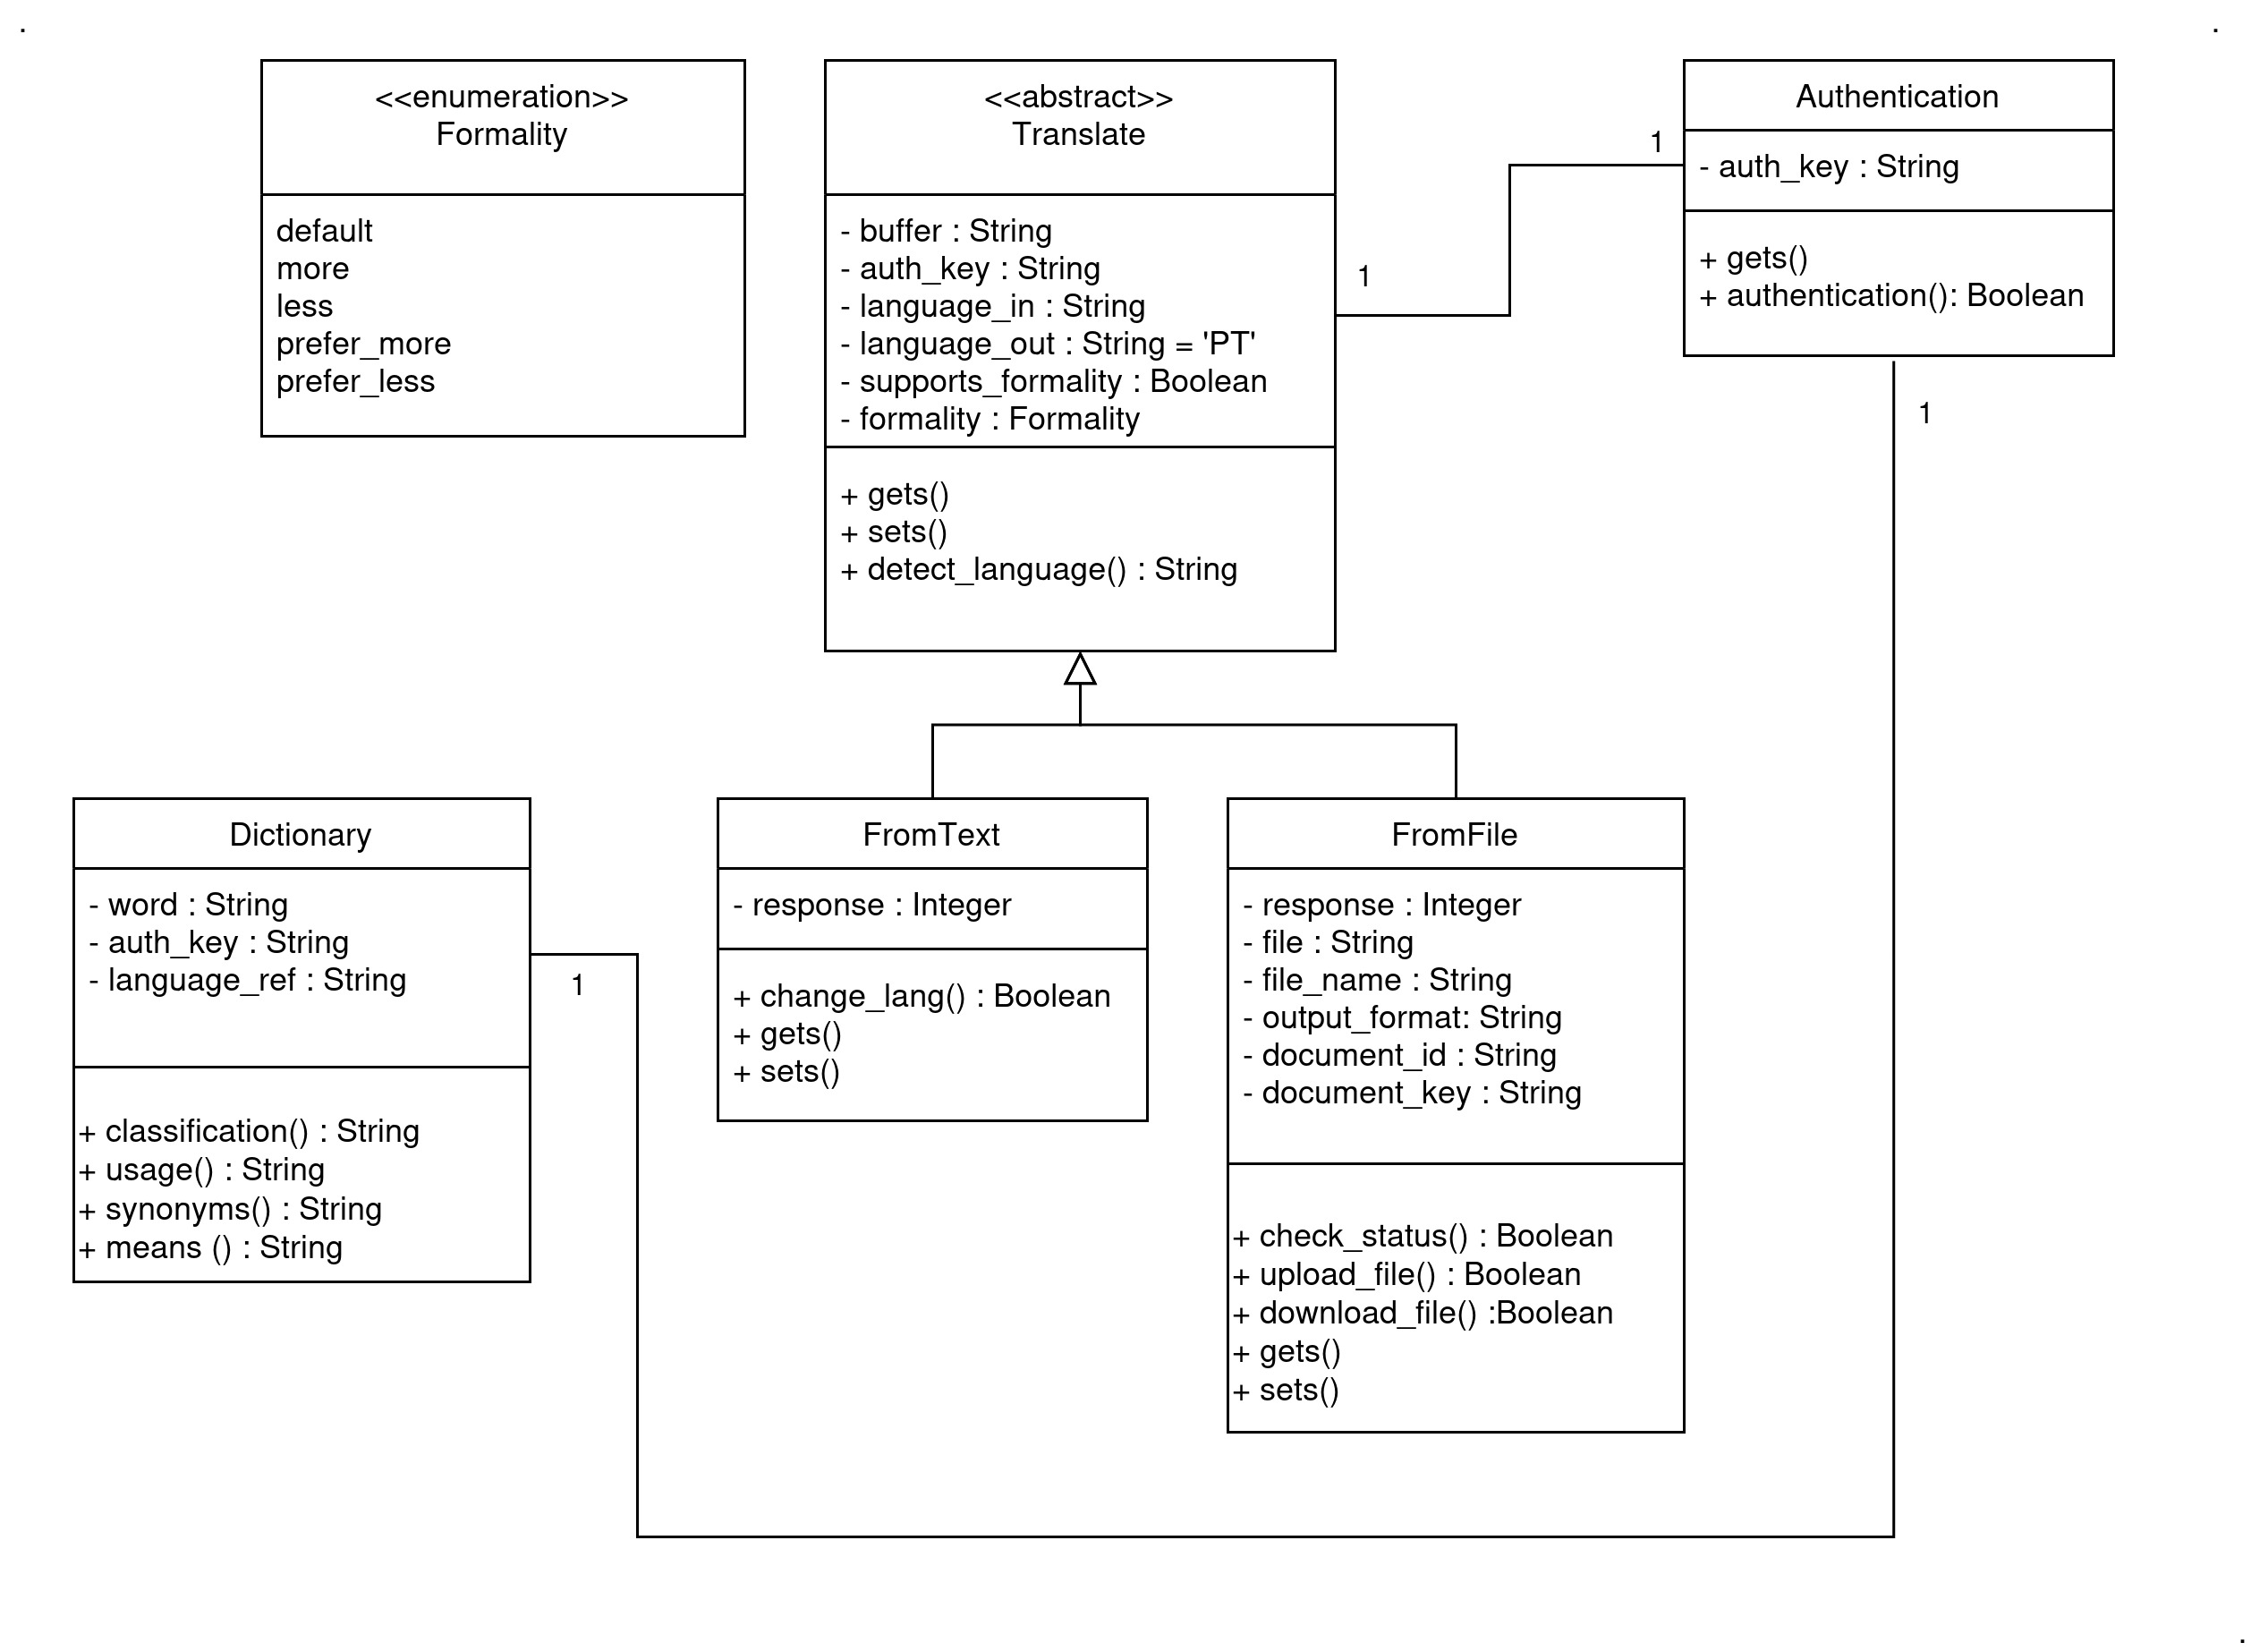 <<enumeration>>
Formality
default
more
less
prefer_more
prefer_less
<<abstract>>
Translate
- buffer : String
- auth_key : String
- language_in : String
- language_out : String = 'PT'
- supports_formality : Boolean
- formality : Formality
+ gets()
+ sets()
+ detect_language() : String
1
1
Authentication
- auth_key : String
+ gets()
+ authentication(): Boolean
1
Dictionary
- word : String
- auth_key : String
- language_ref : String
+ classification() : String
+ usage() : String
+ synonyms() : String
+ means () : String
1
FromText
- response : Integer
+ change_lang() : Boolean
+ gets()
+ sets()
FromFile
- response : Integer
- file : String
- file_name : String
- output_format: String
- document_id : String
- document_key : String
+ check_status() : Boolean
+ upload_file() : Boolean
+ download_file() :Boolean
+ gets()
+ sets()